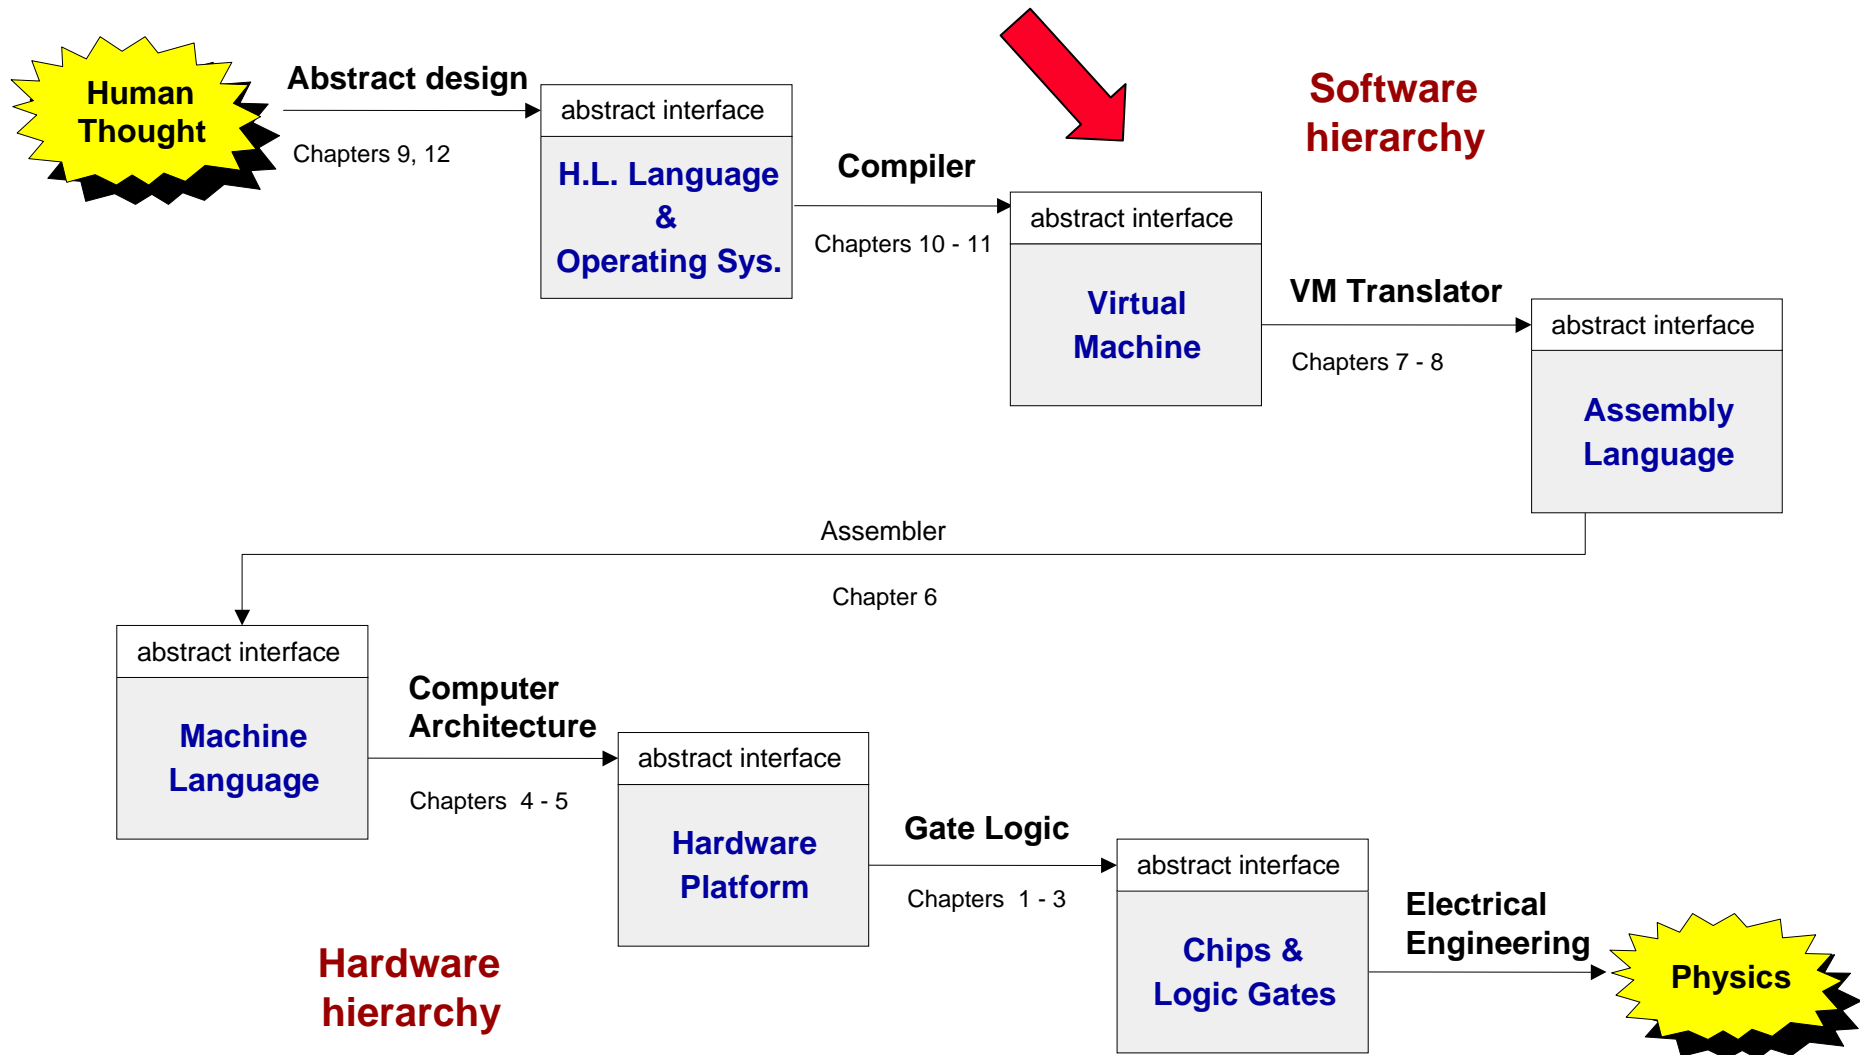 Human
Thought
Abstract design
Chapters 9, 12
abstract interface
H.L. Language
&
Operating Sys.
Compiler
Chapters 10 - 11
Software
hierarchy
abstract interface
Virtual
Machine
VM Translator
Chapters 7 - 8
abstract interface
Assembly
Language
Assembler
Chapter 6
abstract interface
Machine
Language
Computer
Architecture
Chapters 4 - 5
abstract interface
Hardware
Platform
Gate Logic
Chapters 1 - 3
abstract interface
Chips &
Logic Gates
Electrical
Engineering
Physics
Hardware
hierarchy